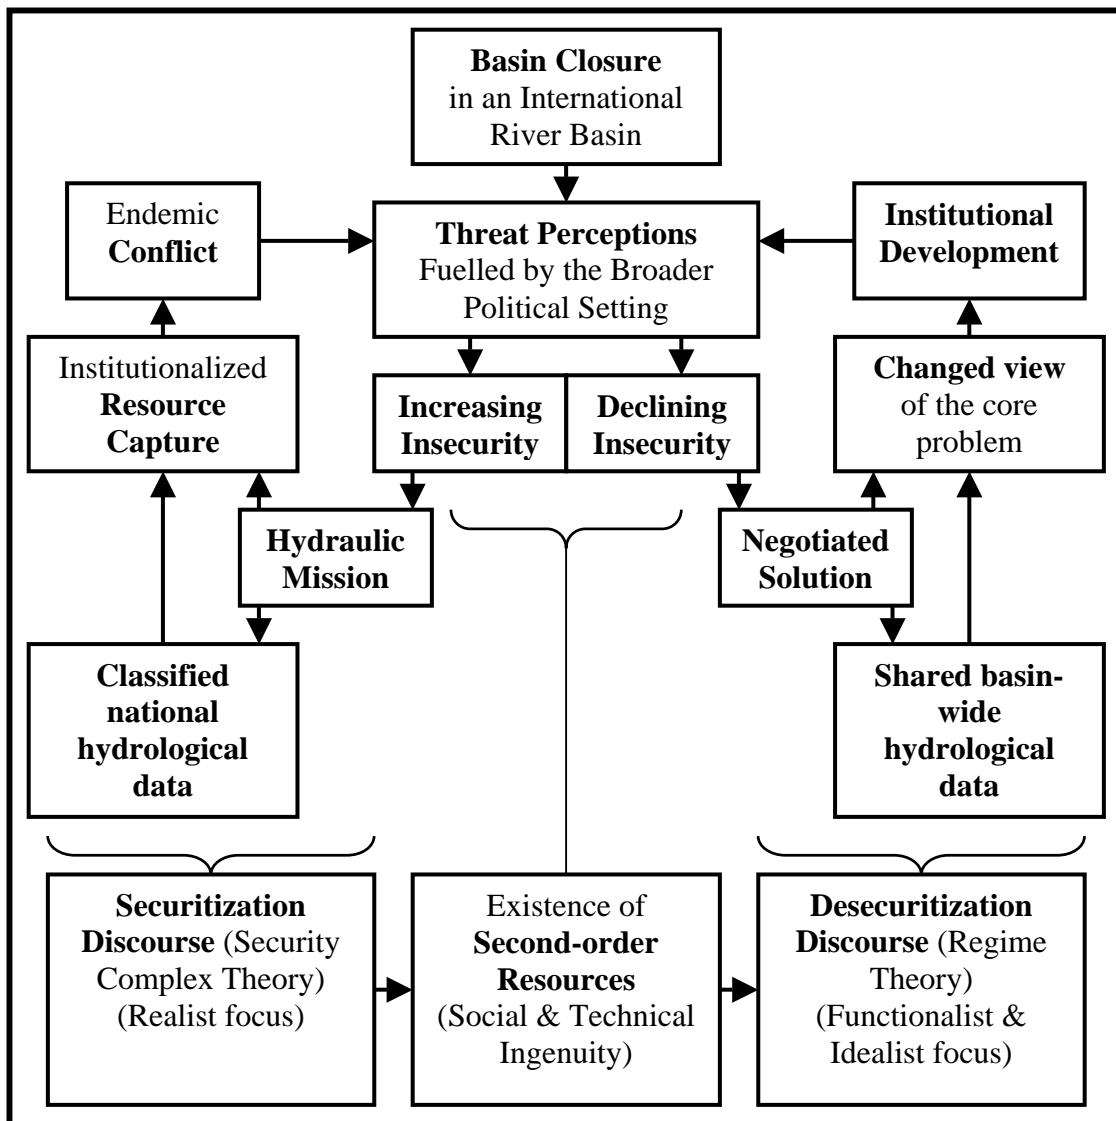 Basin Closure
in an International
River Basin
Endemic
Conflict
Threat Perceptions
Fuelled by the Broader
Political Setting
Institutional
Development
Institutionalized
Resource
Capture
Increasing
Insecurity
Declining
Insecurity
Changed view
of the core
problem
Hydraulic
Mission
Negotiated
Solution
Classified
national
hydrological
data
Shared basin-
wide
hydrological
data
Securitization
Discourse (Security
Complex Theory)
(Realist focus)
Existence of
Second-order
Resources
(Social & Technical
Ingenuity)
Desecuritization
Discourse (Regime
Theory)
(Functionalist &
Idealist focus)